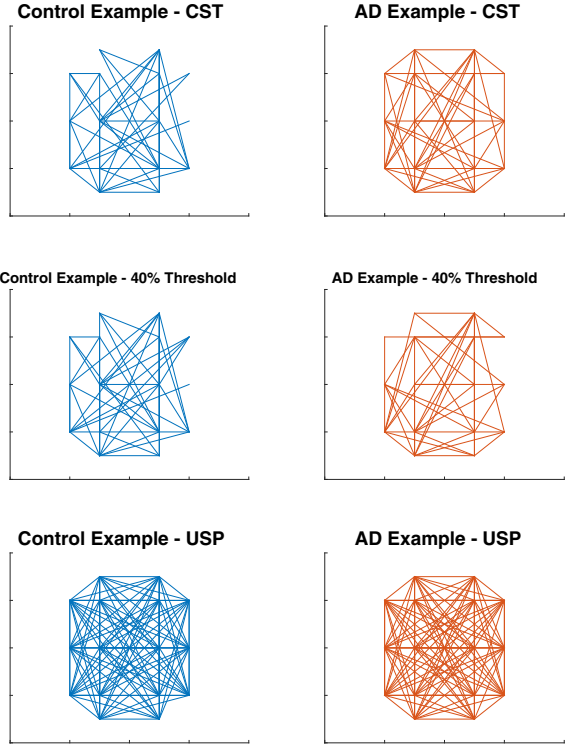 Control Example - CST
AD Example - CST
Control Example - 40% Threshold
AD Example - 40% Threshold
Control Example - USP
AD Example - USP